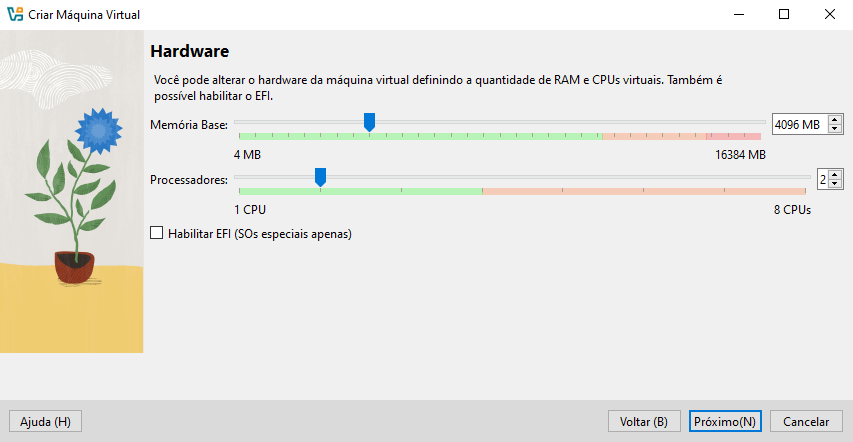 Criar Máquina Virtual
Hardware
Você pode alterar o hardware da máquina virtual definindo a quantidade de RAM e CPUs virtuais. Também é
possível habilitar o EFI.
Memória Base:
4096 MB
4 MB
16384 MB
Processadores:
2
1 CPU
8 CPUs
Habilitar EFI (SOs especiais apenas)
Ajuda (H)
Voltar (B)
Próximo(N)
Cancelar